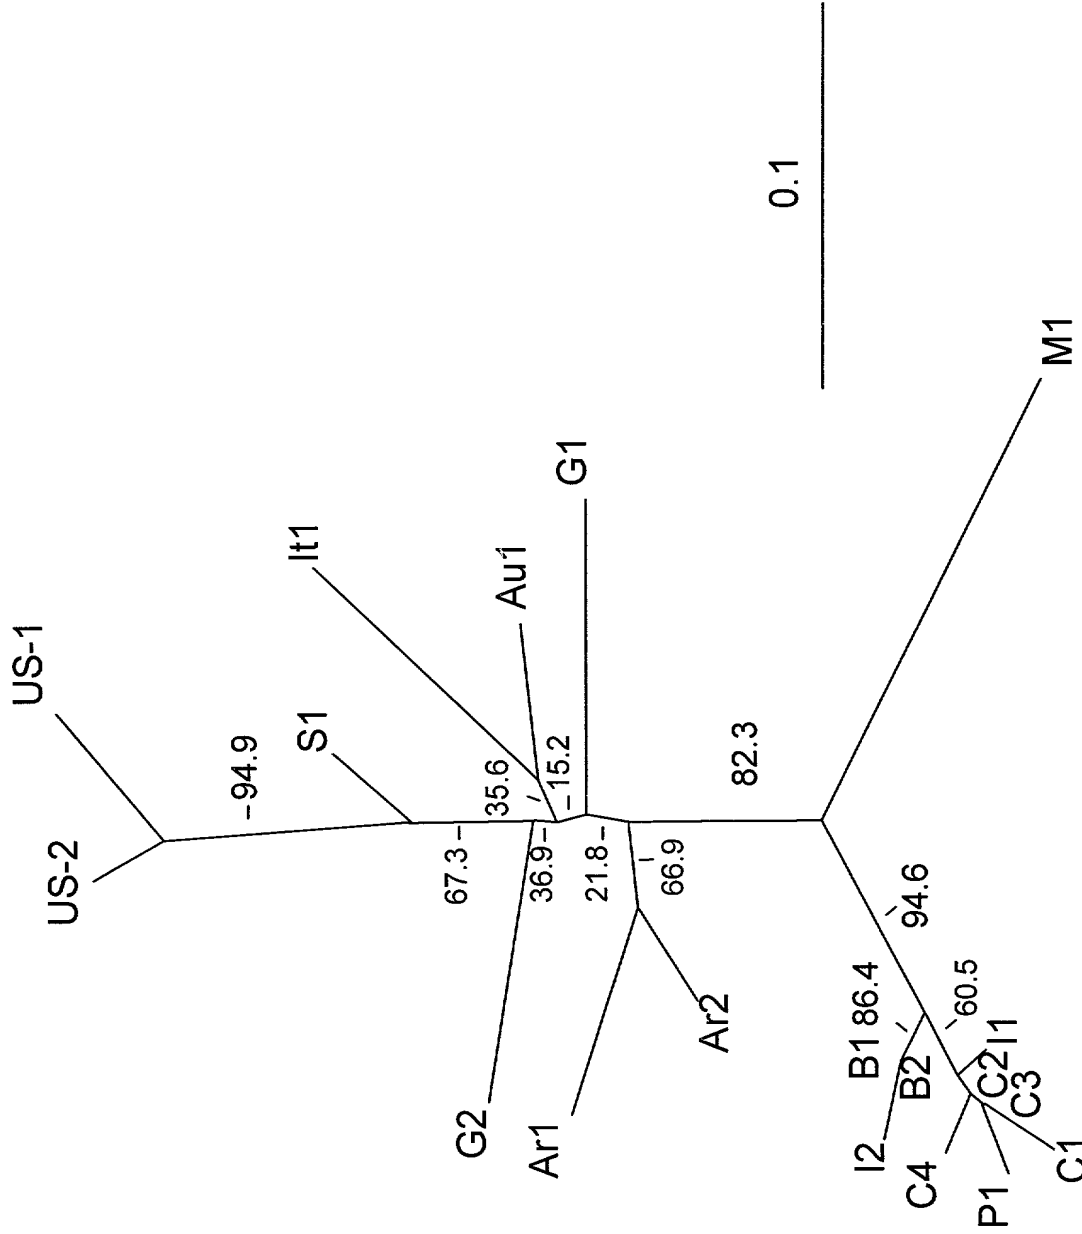 US-1
US-2
94.9
S1
It1
Au1
G1
35.6
15.2
67.3
36.9
21.8
66.9
G2
Ar1
Ar2
82.3
0.1
M1
94.6
86.4
60.5
B1
B2
I2
I1
C2
C3
C4
P1
C1